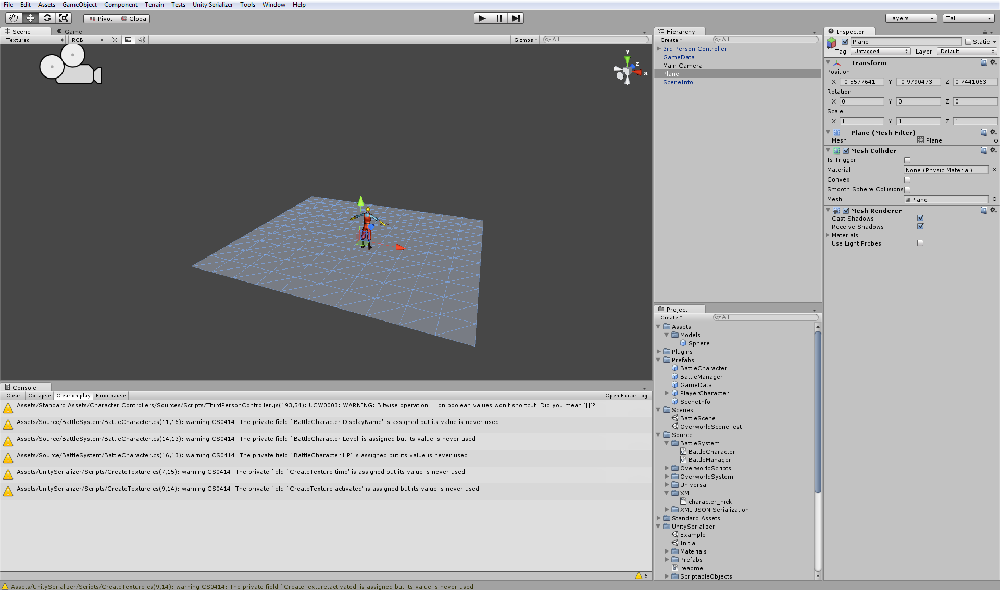 File Edit Assets GameObject Component Terrain Tests Unity Serializer Tools Window Help
Pivot Global Layers Tall
Scene Game
Textured RGB Gizmos All
y
z
x
Hierarchy
Create All
3rd Person Controller
GameData
Main Camera
Plane
SceneInfo
Inspector
Plane Static
Tag Untagged Layer Default
Transform
Position
X -0.5577641 Y -0.9790473 Z 0.7441063
Rotation
X 0 Y 0 Z 0
Scale
X 1 Y 1 Z 1
Plane (Mesh Filter)
Mesh Plane
Mesh Collider
Is Trigger
Material None (Physic Material)
Convex
Smooth Sphere Collisions
Mesh Plane
Mesh Renderer
Cast Shadows
Receive Shadows
Materials
Use Light Probes
Project
Create All
Assets
Models
Sphere
Plugins
Prefabs
BattleCharacter
BattleManager
GameData
PlayerCharacter
SceneInfo
Scenes
BattleScene
OverworldSceneTest
Source
BattleSystem
BattleCharacter
BattleManager
OverworldScripts
OverworldSystem
Universal
XML
character_nick
XML-JSON Serialization
Standard Assets
UnitySerializer
Example
Initial
Materials
Prefabs
readme
ScriptableObjects
Console
Clear Collapse Clear on play Error pause Open Editor Log
Assets/Standard Assets/Character Controllers/Sources/Scripts/ThirdPersonController.js(193,54): UCW0003: WARNING: Bitwise operation '|' on boolean values won't shortcut. Did you mean '||'?
Assets/Source/BattleSystem/BattleCharacter.cs(11,16): warning CS0414: The private field `BattleCharacter.DisplayName' is assigned but its value is never used
Assets/Source/BattleSystem/BattleCharacter.cs(14,13): warning CS0414: The private field `BattleCharacter.Level' is assigned but its value is never used
Assets/Source/BattleSystem/BattleCharacter.cs(16,13): warning CS0414: The private field `BattleCharacter.HP' is assigned but its value is never used
Assets/UnitySerializer/Scripts/CreateTexture.cs(7,15): warning CS0414: The private field `CreateTexture.time' is assigned but its value is never used
Assets/UnitySerializer/Scripts/CreateTexture.cs(9,14): warning CS0414: The private field `CreateTexture.activated' is assigned but its value is never used
6
Assets/UnitySerializer/Scripts/CreateTexture.cs(9,14): warning CS0414: The private field `CreateTexture.activated' is assigned but its value is never used